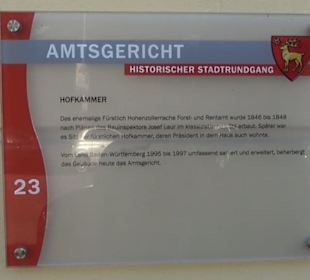 AMTSGERICHT
HISTORISCHER STADTRUNDGANG
HOFKAMMER
Das ehemalige Fürstlich Hohenzollerische Forst- und Rentamt wurde 1846 bis 1848
nach Plänen des Bauinspektors Josef Laur im klassizistischen Stil erbaut. Später war
es Sitz der fürstlichen Hofkammer, deren Präsident in dem Haus auch wohnte.
Vom Land Baden-Württemberg 1995 bis 1997 umfassend saniert und erweitert, beherbergt
das Gebäude heute das Amtsgericht.
23